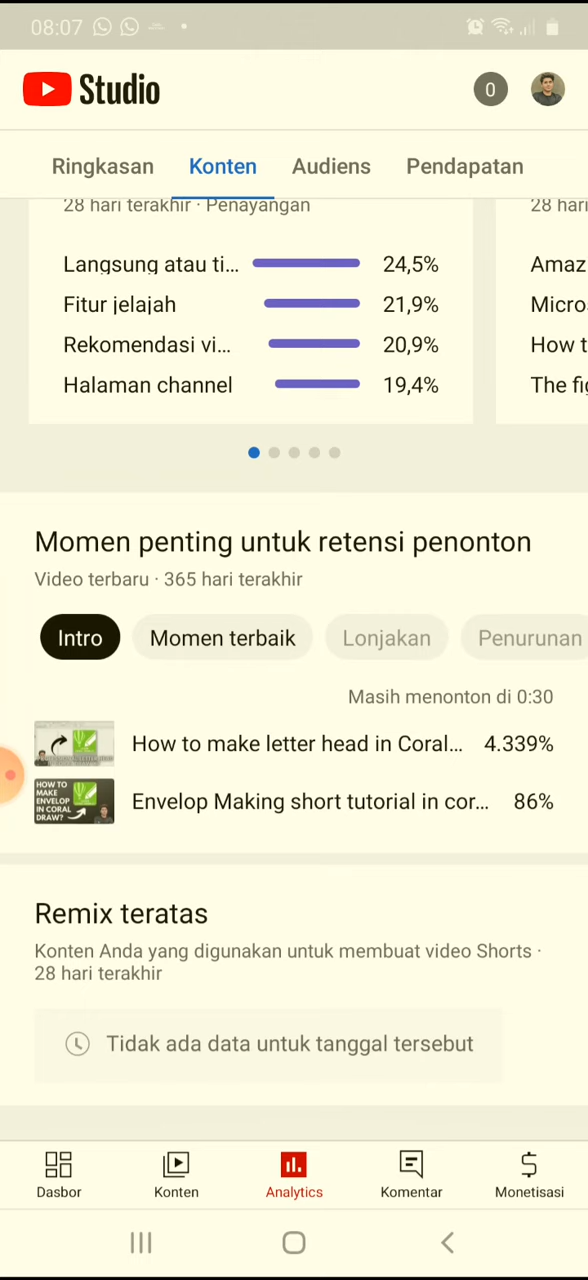 08:07
Studio
0
Ringkasan Konten Audiens Pendapatan
28 hari terakhir · Penayangan
28 hari
Langsung atau ti... 24,5%
Fitur jelajah 21,9%
Rekomendasi vi... 20,9%
Halaman channel 19,4%
Amaz
Micro
How t
The fig
Momen penting untuk retensi penonton
Video terbaru · 365 hari terakhir
Intro Momen terbaik Lonjakan Penurunan
Masih menonton di 0:30
How to make letter head in Coral... 4.339%
HOW TO
MAKE
ENVELOP
IN CORAL
DRAW?
Envelop Making short tutorial in cor... 86%
Remix teratas
Konten Anda yang digunakan untuk membuat video Shorts ·
28 hari terakhir
Tidak ada data untuk tanggal tersebut
Dasbor Konten Analytics Komentar Monetisasi